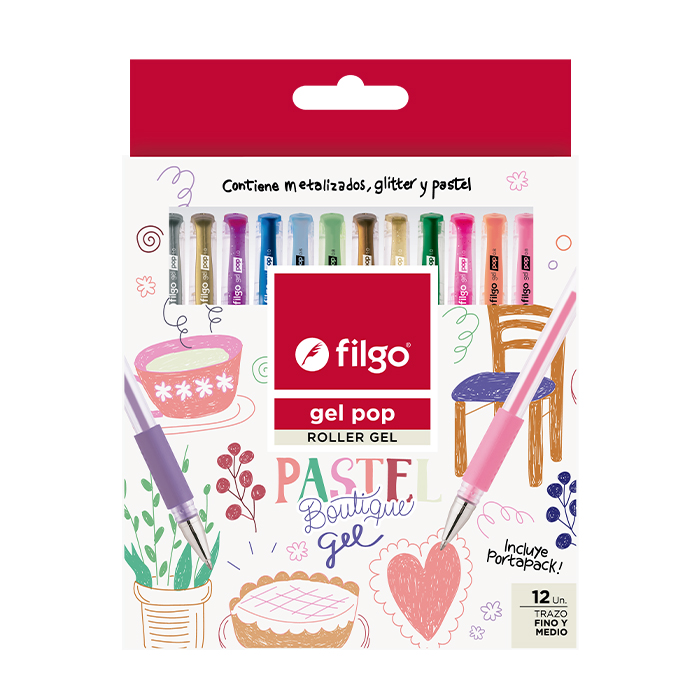 Contiene metalizados, glitter y pastel
filgo®
gel pop
ROLLER GEL
PASTEL
Boutique
gel
Incluye
Portapack!
12 Un.
TRAZO
FINO Y
MEDIO